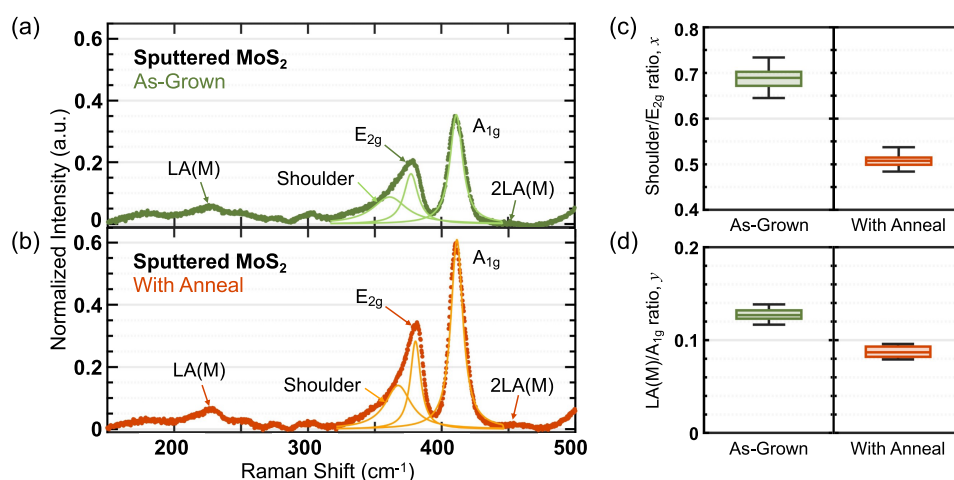 (a)
Normalized Intensity (a.u.)
0.6
0.4
0.2
0
Sputtered MoS₂
As-Grown
LA(M)
Shoulder
E₂g
A₁g
2LA(M)
(b)
0.6
0.4
0.2
0
Sputtered MoS₂
With Anneal
LA(M)
Shoulder
E₂g
A₁g
2LA(M)
200 300 400 500
Raman Shift (cm⁻¹)
(c)
Shoulder/E₂g ratio, x
0.8
0.7
0.6
0.5
0.4
As-Grown With Anneal
(d)
LA(M)/A₁g ratio, y
0.2
0.1
0
As-Grown With Anneal